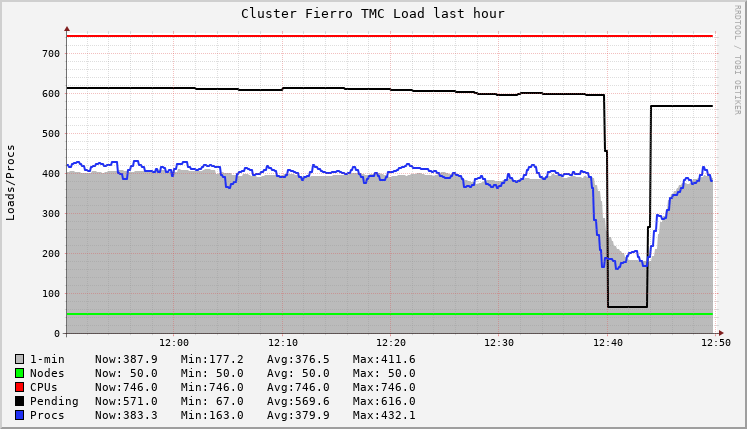 Cluster Fierro TMC Load last hour
RRDTOOL / TOBI OETIKER
Loads/Procs
700
600
500
400
300
200
100
0
12:00 12:10 12:20 12:30 12:40 12:50
1-min Now:387.9 Min:177.2 Avg:376.5 Max:411.6
Nodes Now: 50.0 Min: 50.0 Avg: 50.0 Max: 50.0
CPUs Now:746.0 Min:746.0 Avg:746.0 Max:746.0
Pending Now:571.0 Min: 67.0 Avg:569.6 Max:616.0
Procs Now:383.3 Min:163.0 Avg:379.9 Max:432.1